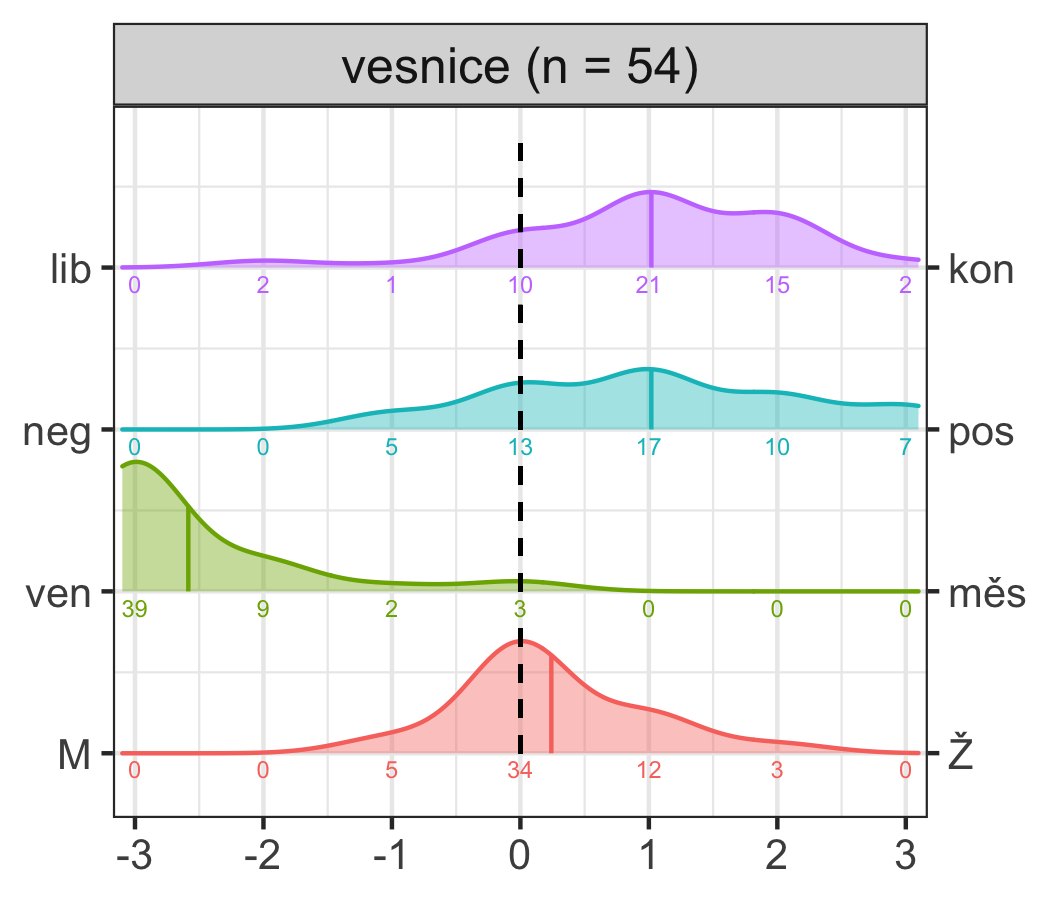 vesnice (n = 54)
lib kon
0 2 1 10 21 15 2
neg pos
0 0 5 13 17 10 7
ven měs
39 9 2 3 0 0 0
M Ž
0 0 5 34 12 3 0
-3 -2 -1 0 1 2 3